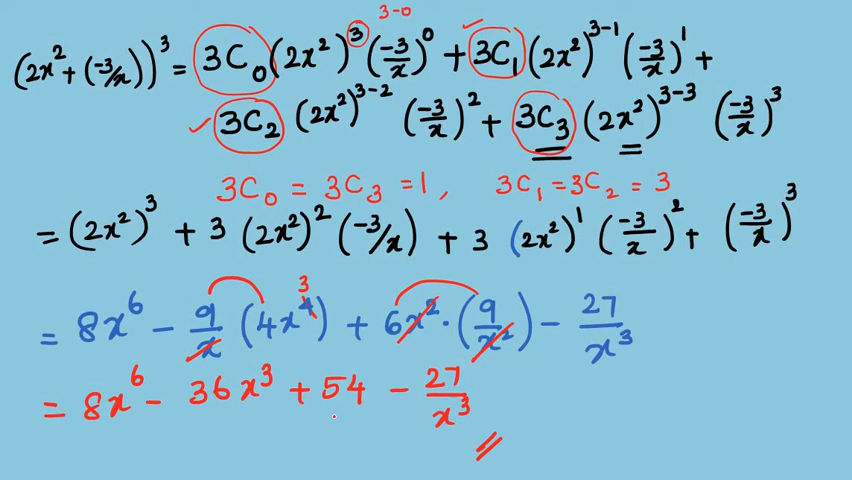 3-0
(2x² + (-3/x))³ = 3C₀ (2x²)³ (-3/x)⁰ + 3C₁ (2x²)³⁻¹ (-3/x)¹ +
3C₂ (2x²)³⁻² (-3/x)² + 3C₃ (2x²)³⁻³ (-3/x)³
3C₀ = 3C₃ = 1, 3C₁ = 3C₂ = 3
= (2x²)³ + 3 (2x²)² (-3/x) + 3 (2x²)¹ (-3/x)² + (-3/x)³
3
= 8x⁶ - 9/x (4x⁴) + 6x² · (9/x²) - 27/x³
= 8x⁶ - 36x³ + 54 - 27/x³